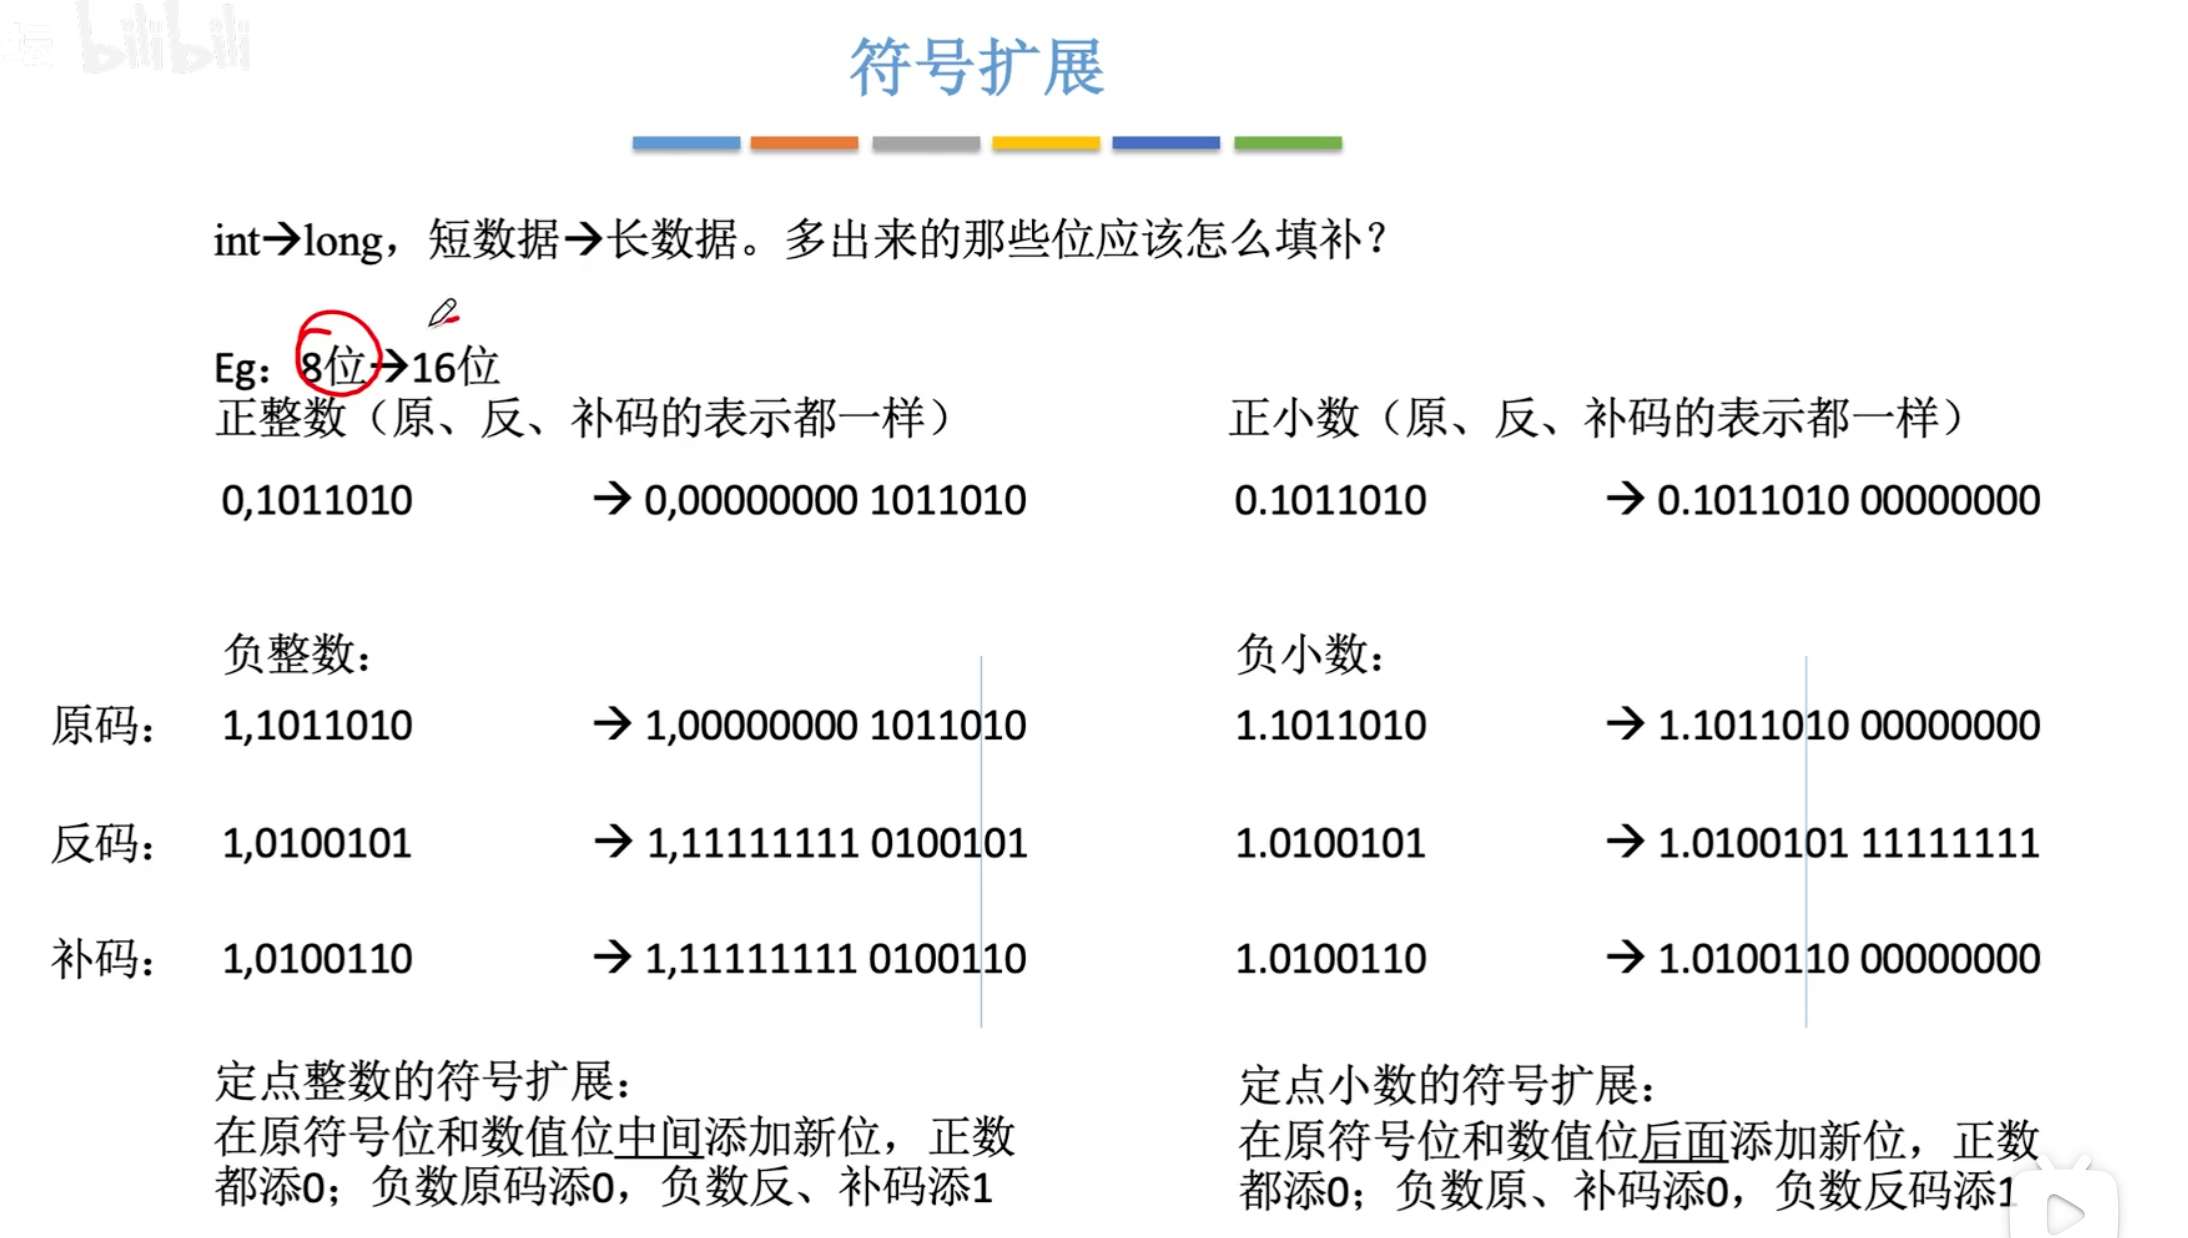 坛 bilibili
符号扩展
int→long，短数据→长数据。多出来的那些位应该怎么填补？
Eg：8位→16位
正整数（原、反、补码的表示都一样）
0,1011010 → 0,00000000 1011010
正小数（原、反、补码的表示都一样）
0.1011010 → 0.1011010 00000000
负整数：
原码： 1,1011010 → 1,00000000 1011010
反码： 1,0100101 → 1,11111111 0100101
补码： 1,0100110 → 1,11111111 0100110
负小数：
1.1011010 → 1.1011010 00000000
1.0100101 → 1.0100101 11111111
1.0100110 → 1.0100110 00000000
定点整数的符号扩展：
在原符号位和数值位中间添加新位，正数
都添0；负数原码添0，负数反、补码添1
定点小数的符号扩展：
在原符号位和数值位后面添加新位，正数
都添0；负数原、补码添0，负数反码添1